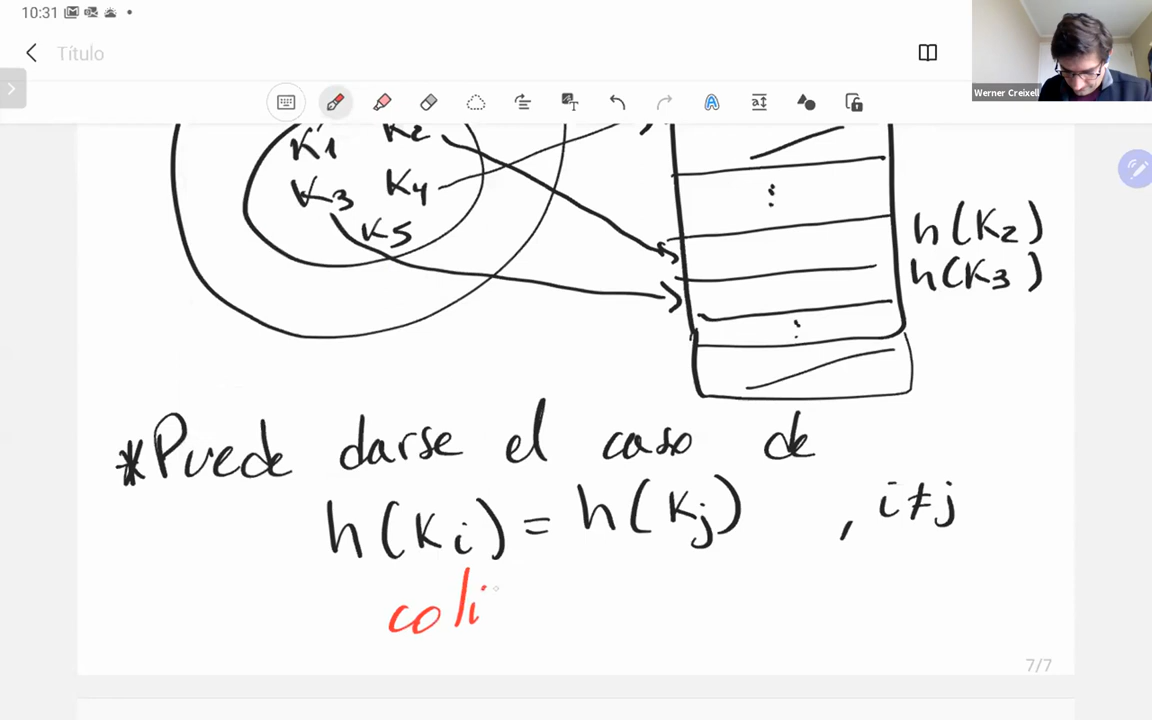 10:31
Título
Werner Creixell
K1 K2
K3 K4
K5
h(K2)
h(K3)
*Puede darse el caso de
h(Ki) = h(Kj) , i≠j
coli
7/7